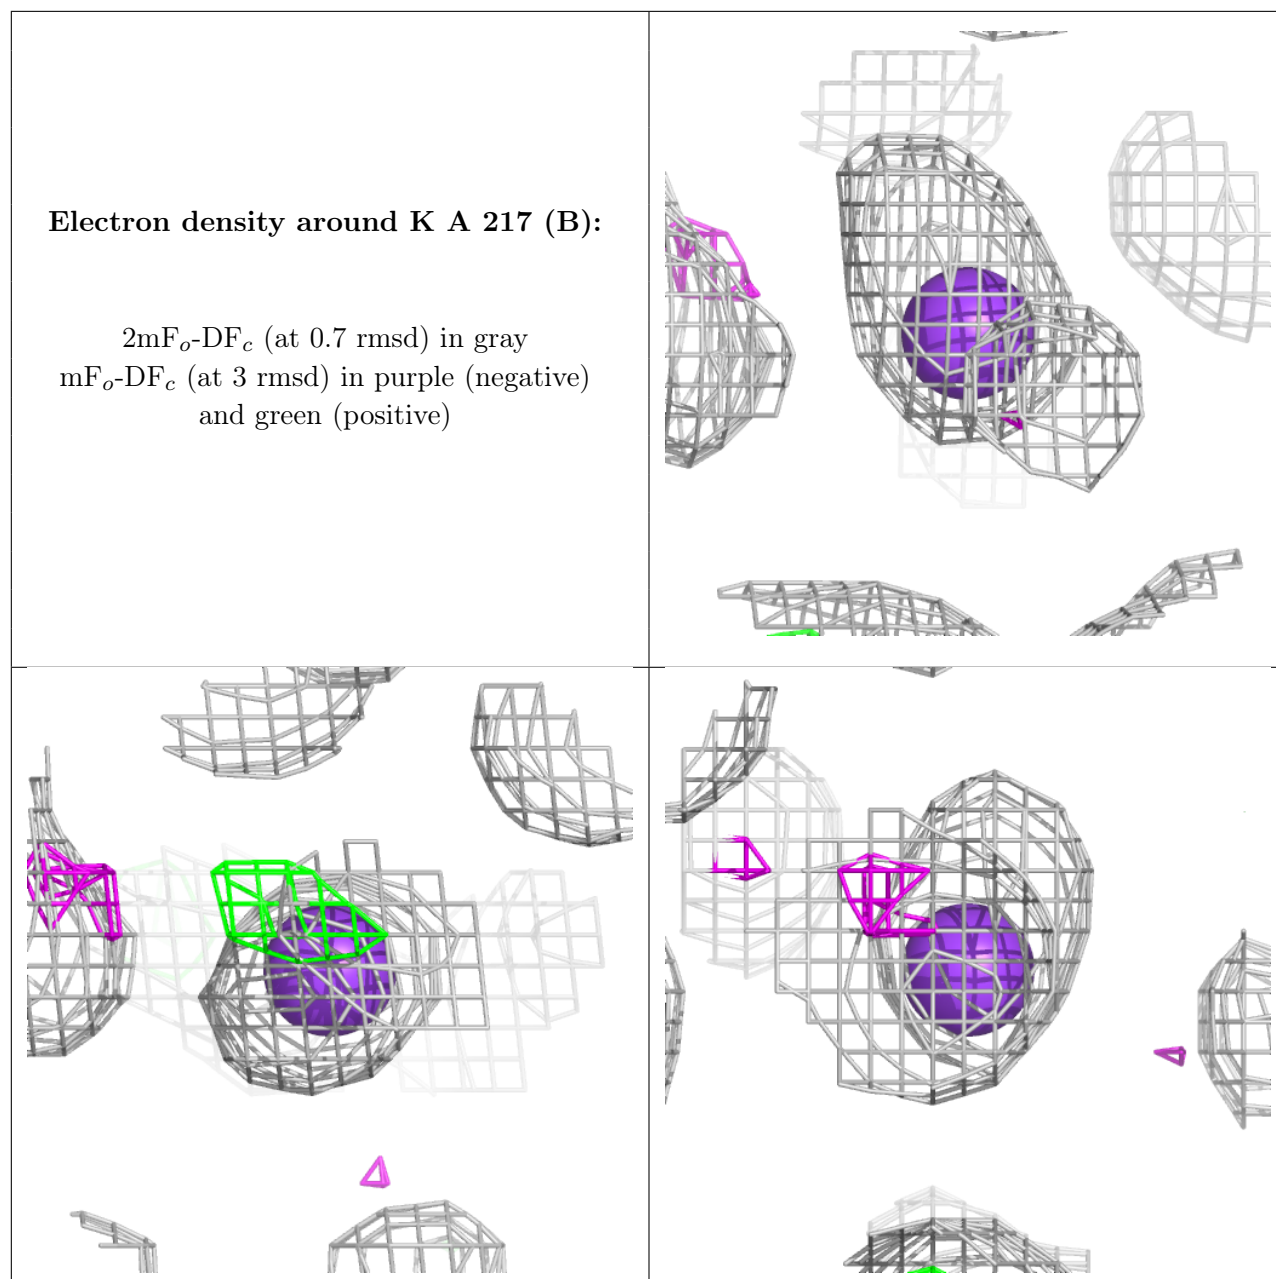 Electron density around K A 217 (B):
2mFo-DFc (at 0.7 rmsd) in gray
mFo-DFc (at 3 rmsd) in purple (negative)
and green (positive)